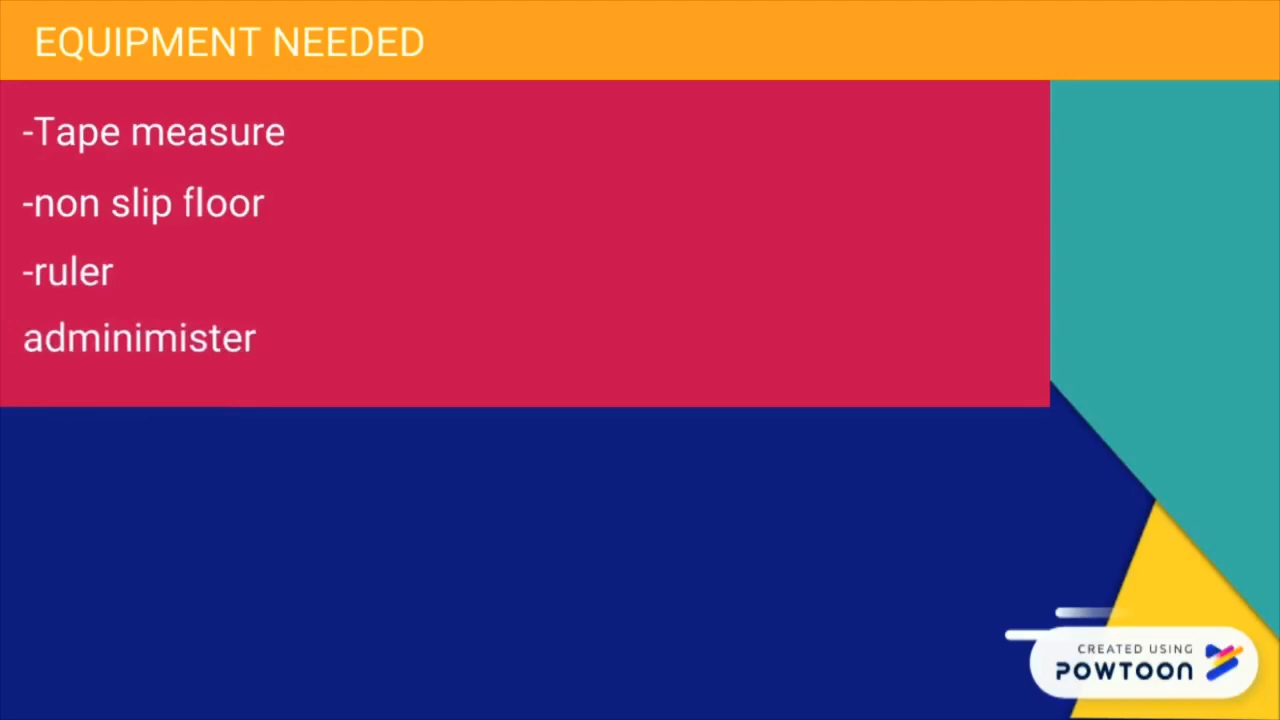 EQUIPMENT NEEDED
-Tape measure
-non slip floor
-ruler
adminimister
CREATED USING
POWTOON